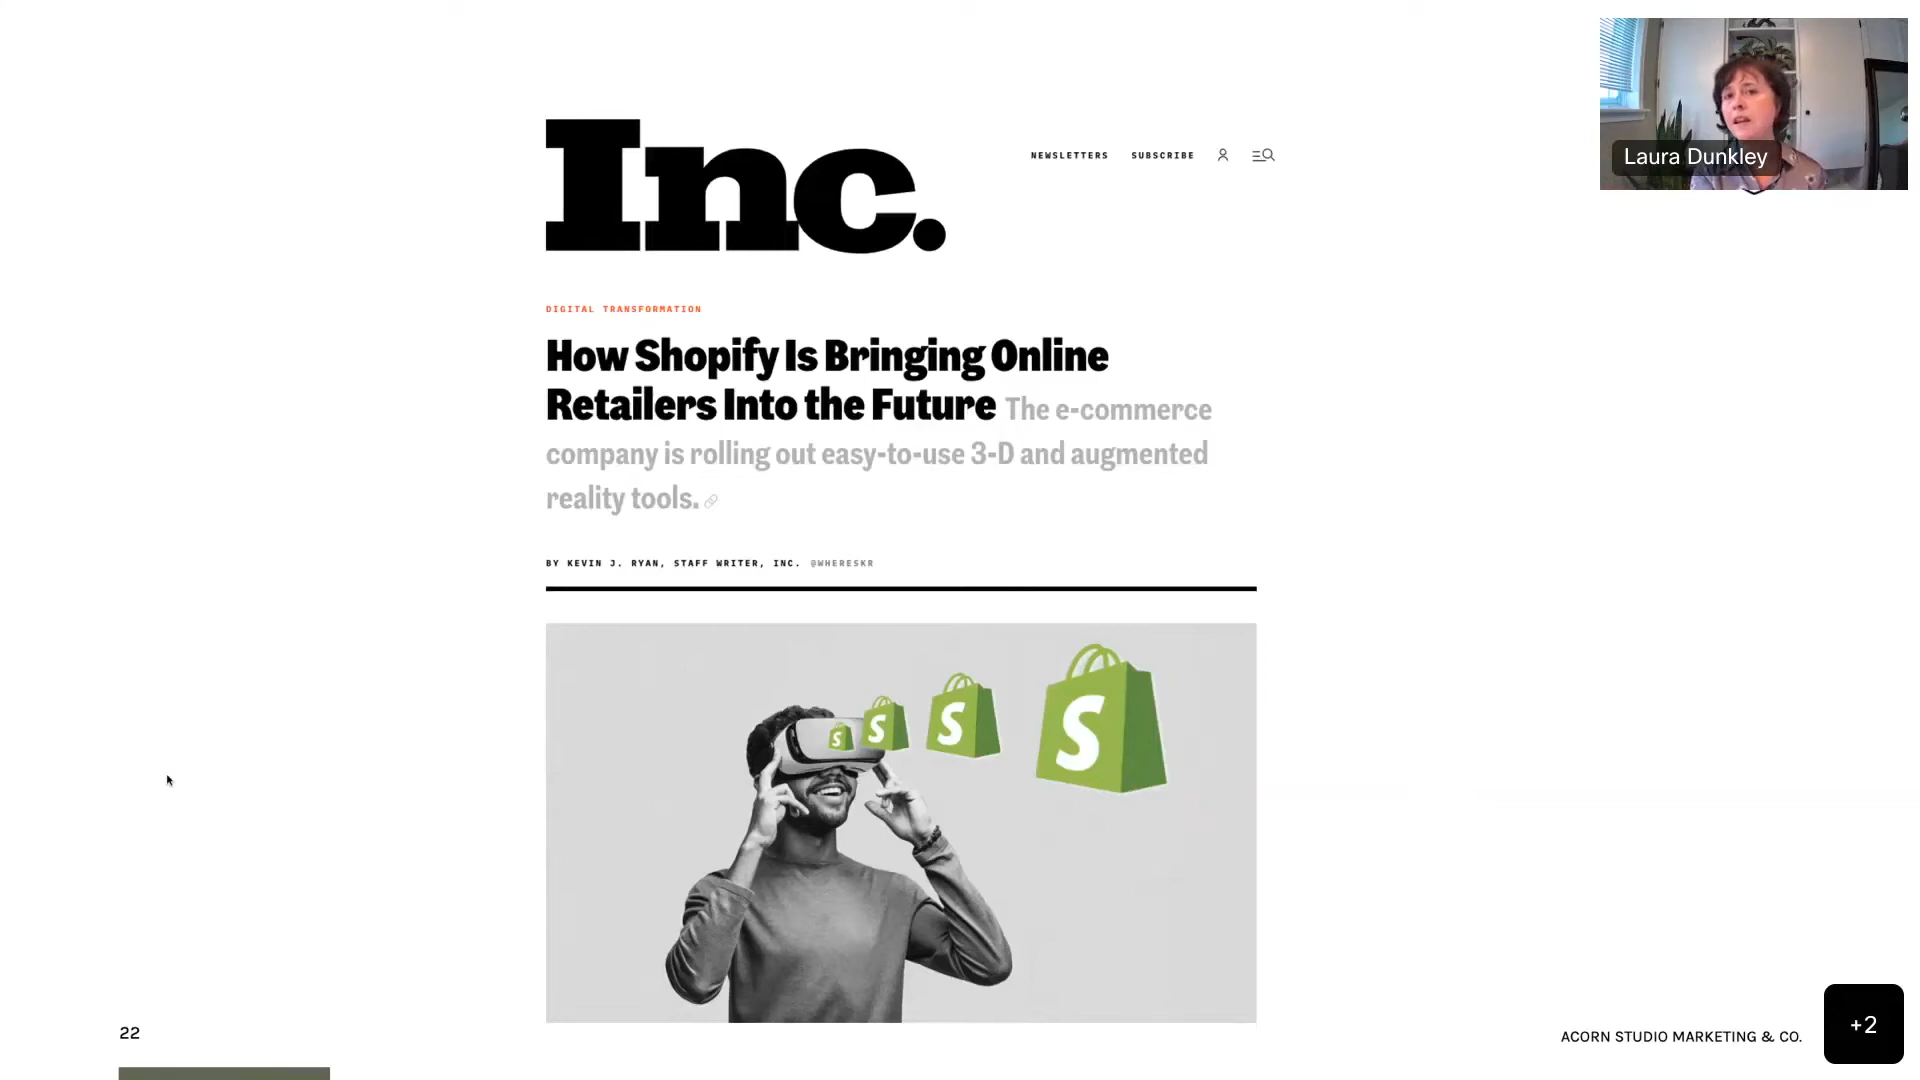 Inc.
NEWSLETTERS SUBSCRIBE
Laura Dunkley
DIGITAL TRANSFORMATION
How Shopify Is Bringing Online
Retailers Into the Future The e-commerce
company is rolling out easy-to-use 3-D and augmented
reality tools.
BY KEVIN J. RYAN, STAFF WRITER, INC. @WHERESKR
S S S S
22
ACORN STUDIO MARKETING & CO.
+2